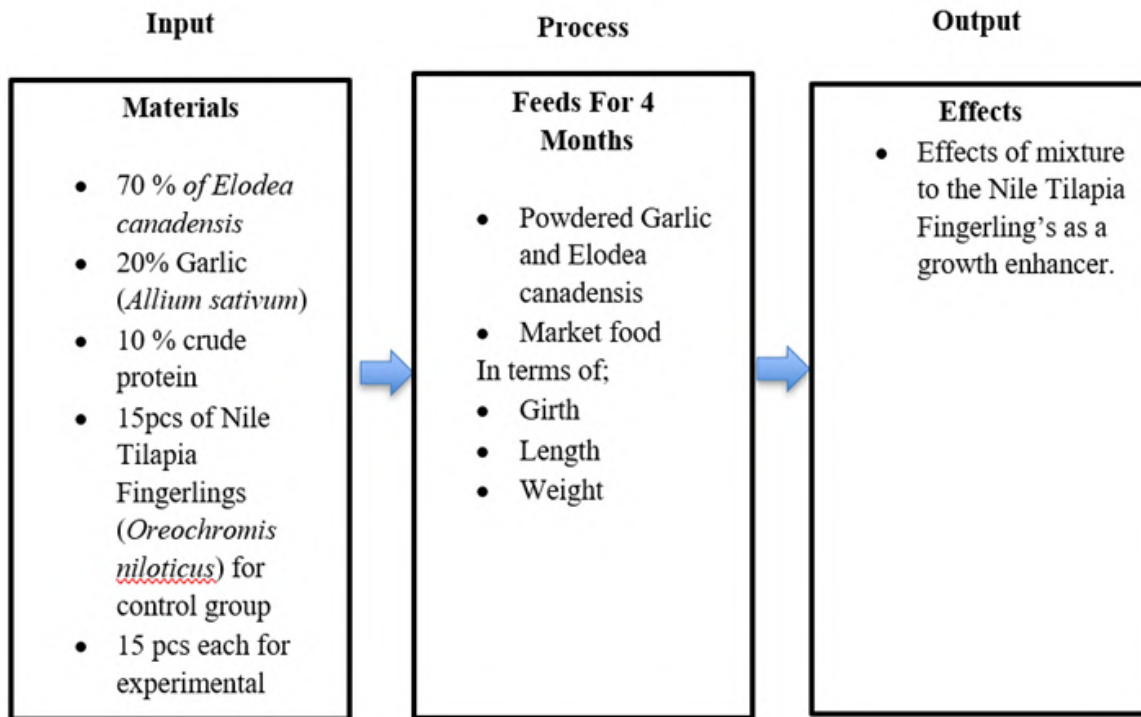 Input
Materials
• 70 % of Elodea
canadensis
• 20% Garlic
(Allium sativum)
• 10 % crude
protein
• 15pcs of Nile
Tilapia
Fingerlings
(Oreochromis
niloticus) for
control group
• 15 pcs each for
experimental
Process
Feeds For 4
Months
• Powdered Garlic
and Elodea
canadensis
• Market food
In terms of;
• Girth
• Length
• Weight
Output
Effects
• Effects of mixture
to the Nile Tilapia
Fingerling’s as a
growth enhancer.